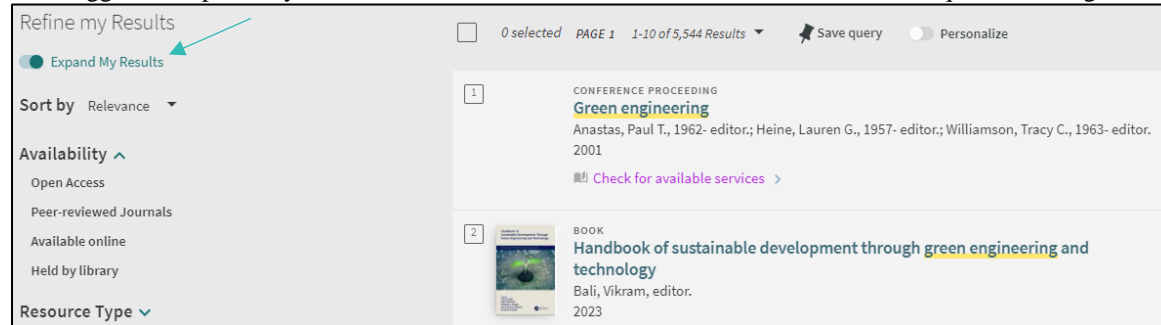 Refine my Results
Expand My Results
Sort by Relevance
Availability
Open Access
Peer-reviewed Journals
Available online
Held by library
Resource Type
0 selected PAGE 1 1-10 of 5,544 Results Save query Personalize
1
CONFERENCE PROCEEDING
Green engineering
Anastas, Paul T., 1962- editor.; Heine, Lauren G., 1957- editor.; Williamson, Tracy C., 1963- editor.
2001
Check for available services
2
BOOK
Handbook of sustainable development through green engineering and
technology
Bali, Vikram, editor.
2023